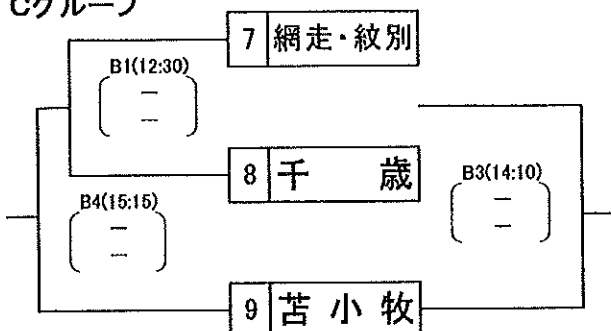 Cグループ
7 網走・紋別
B1(12:30)
－
－
8 千　歳
B3(14:10)
－
－
B4(15:15)
－
－
9 苫小牧